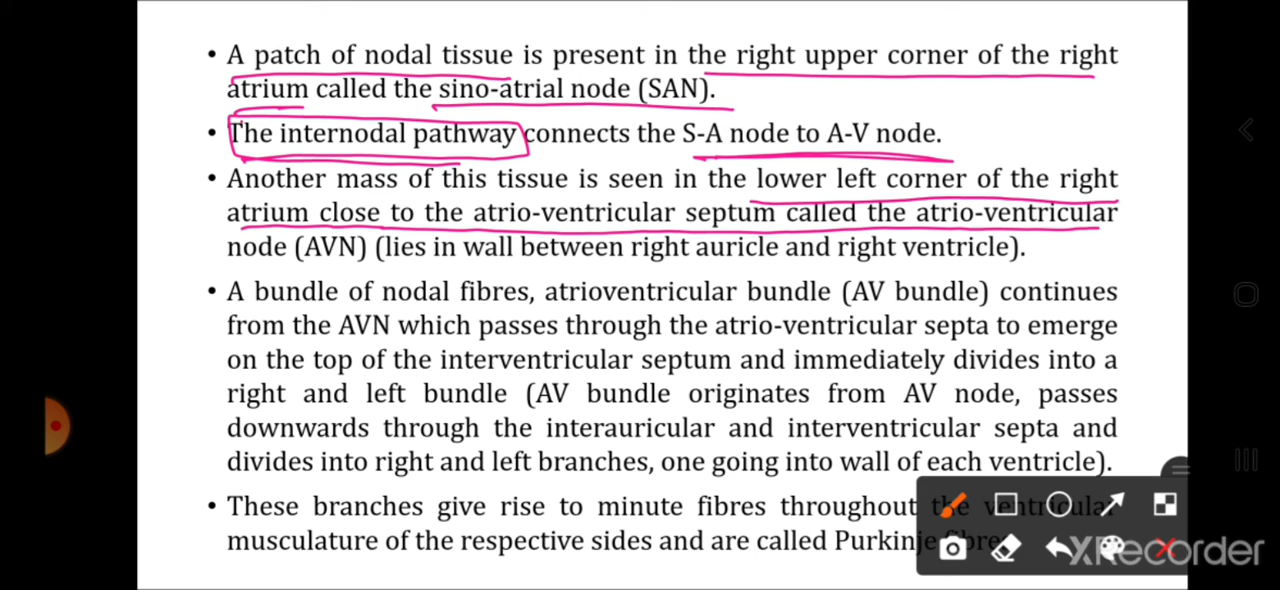 • A patch of nodal tissue is present in the right upper corner of the right
atrium called the sino-atrial node (SAN).
• The internodal pathway connects the S-A node to A-V node.
• Another mass of this tissue is seen in the lower left corner of the right
atrium close to the atrio-ventricular septum called the atrio-ventricular
node (AVN) (lies in wall between right auricle and right ventricle).
• A bundle of nodal fibres, atrioventricular bundle (AV bundle) continues
from the AVN which passes through the atrio-ventricular septa to emerge
on the top of the interventricular septum and immediately divides into a
right and left bundle (AV bundle originates from AV node, passes
downwards through the interauricular and interventricular septa and
divides into right and left branches, one going into wall of each ventricle).
• These branches give rise to minute fibres throughout the ventricular
musculature of the respective sides and are called Purkinje fibres
XRecorder